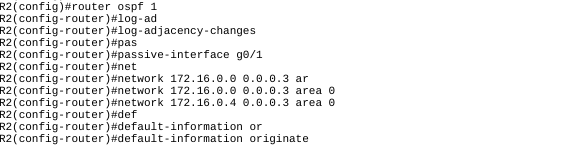 R2(config)#router ospf 1
R2(config-router)#log-ad
R2(config-router)#log-adjacency-changes
R2(config-router)#pas
R2(config-router)#passive-interface g0/1
R2(config-router)#net
R2(config-router)#network 172.16.0.0 0.0.0.3 ar
R2(config-router)#network 172.16.0.0 0.0.0.3 area 0
R2(config-router)#network 172.16.0.4 0.0.0.3 area 0
R2(config-router)#def
R2(config-router)#default-information or
R2(config-router)#default-information originate